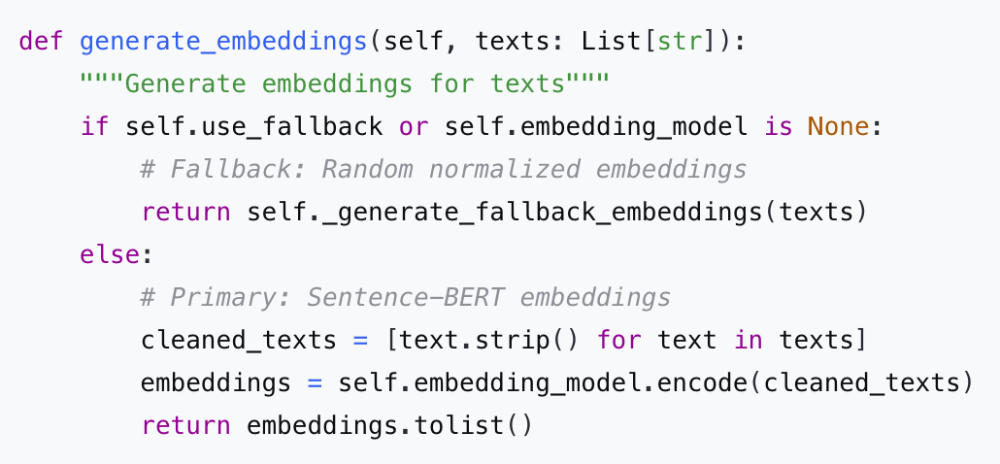 def generate_embeddings(self, texts: List[str]):
    """Generate embeddings for texts"""
    if self.use_fallback or self.embedding_model is None:
        # Fallback: Random normalized embeddings
        return self._generate_fallback_embeddings(texts)
    else:
        # Primary: Sentence-BERT embeddings
        cleaned_texts = [text.strip() for text in texts]
        embeddings = self.embedding_model.encode(cleaned_texts)
        return embeddings.tolist()